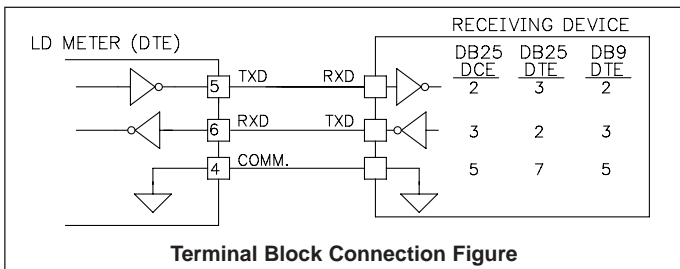 RECEIVING DEVICE
LD METER (DTE)
DB25 DB25 DB9
DCE DTE DTE
5 TXD RXD 2 3 2
6 RXD TXD 3 2 3
4 COMM. 5 7 5
Terminal Block Connection Figure